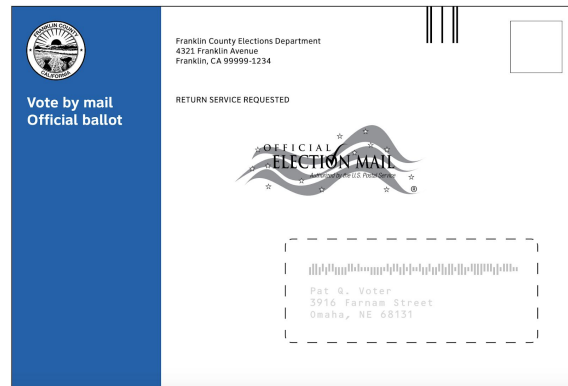 FRANKLIN COUNTY
CALIFORNIA
Vote by mail
Official ballot
Franklin County Elections Department
4321 Franklin Avenue
Franklin, CA 99999-1234
RETURN SERVICE REQUESTED
OFFICIAL
ELECTION MAIL
Authorized by the U.S. Postal Service
®
Pat Q. Voter
3916 Farnam Street
Omaha, NE 68131